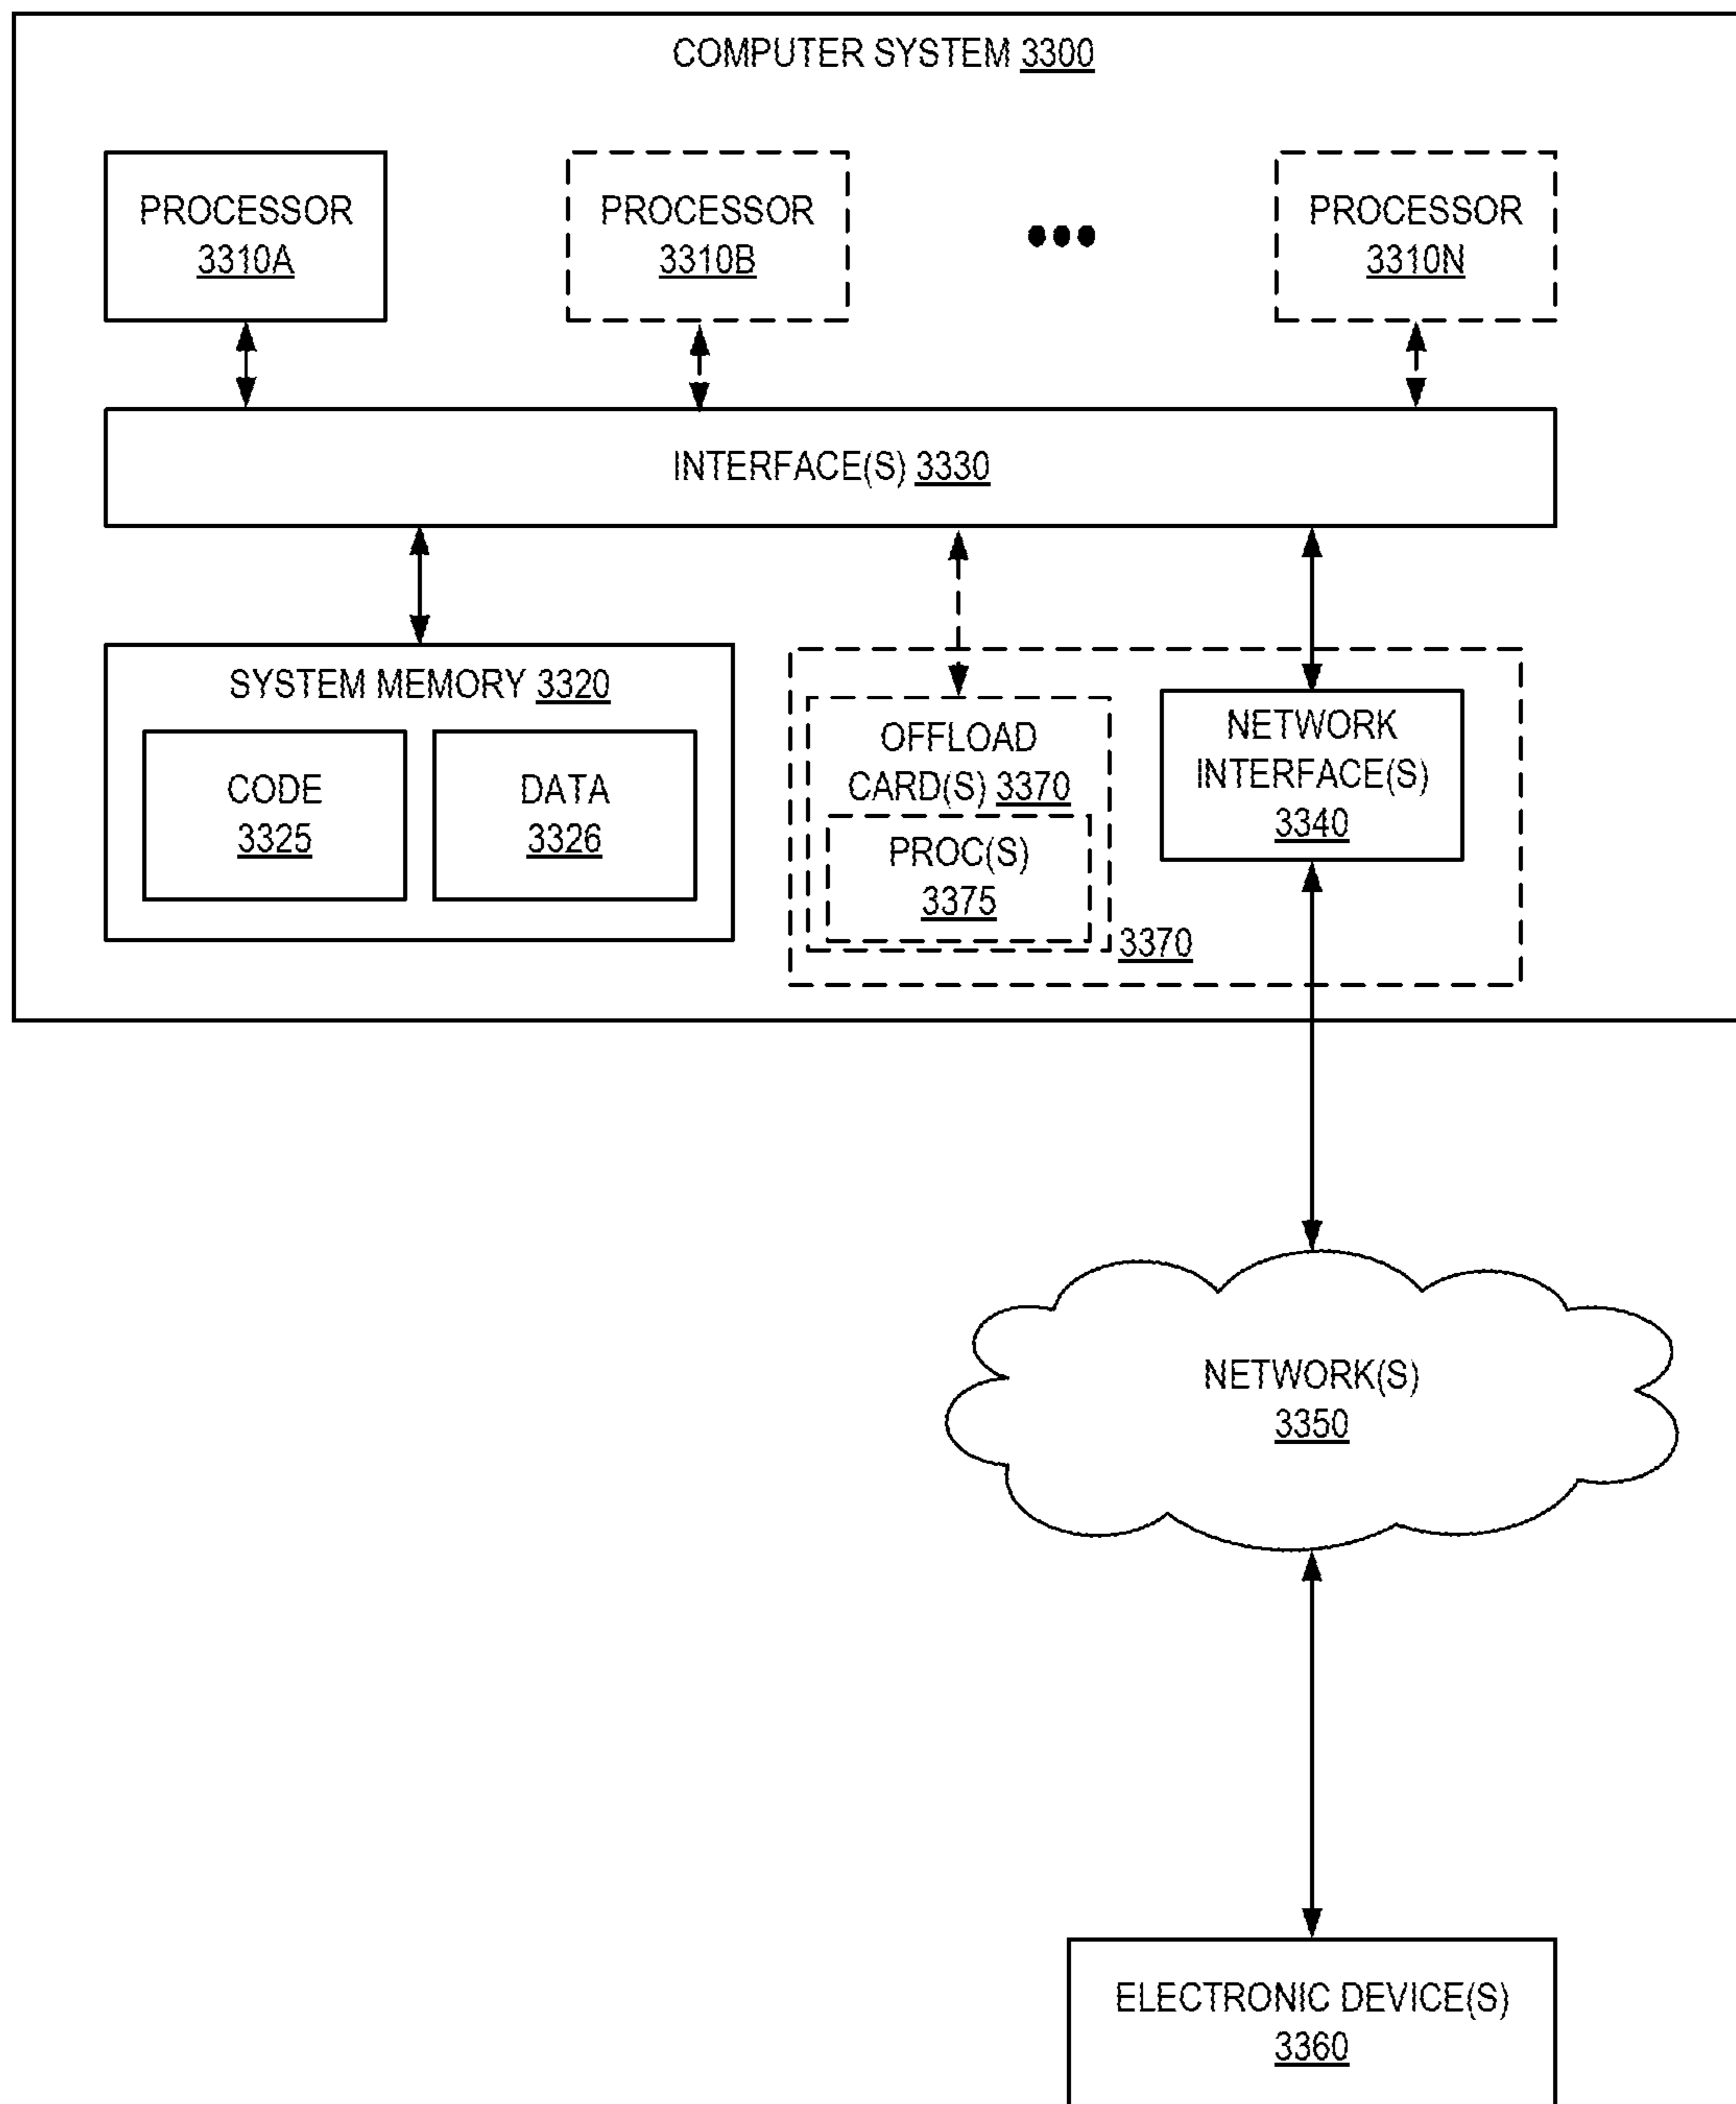 COMPUTER SYSTEM 3300
PROCESSOR
3310A
PROCESSOR
3310B
PROCESSOR
3310N
INTERFACE(S) 3330
SYSTEM MEMORY 3320
CODE
3325
DATA
3326
OFFLOAD
CARD(S) 3370
PROC(S)
3375
3370
NETWORK
INTERFACE(S)
3340
NETWORK(S)
3350
ELECTRONIC DEVICE(S)
3360